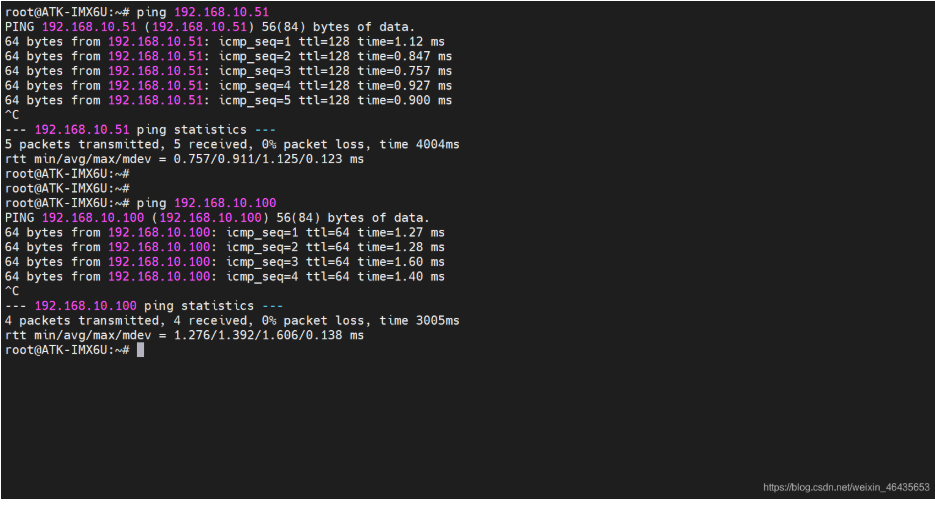 root@ATK-IMX6U:~# ping 192.168.10.51
PING 192.168.10.51 (192.168.10.51) 56(84) bytes of data.
64 bytes from 192.168.10.51: icmp_seq=1 ttl=128 time=1.12 ms
64 bytes from 192.168.10.51: icmp_seq=2 ttl=128 time=0.847 ms
64 bytes from 192.168.10.51: icmp_seq=3 ttl=128 time=0.757 ms
64 bytes from 192.168.10.51: icmp_seq=4 ttl=128 time=0.927 ms
64 bytes from 192.168.10.51: icmp_seq=5 ttl=128 time=0.900 ms
^C
--- 192.168.10.51 ping statistics ---
5 packets transmitted, 5 received, 0% packet loss, time 4004ms
rtt min/avg/max/mdev = 0.757/0.911/1.125/0.123 ms
root@ATK-IMX6U:~#
root@ATK-IMX6U:~#
root@ATK-IMX6U:~# ping 192.168.10.100
PING 192.168.10.100 (192.168.10.100) 56(84) bytes of data.
64 bytes from 192.168.10.100: icmp_seq=1 ttl=64 time=1.27 ms
64 bytes from 192.168.10.100: icmp_seq=2 ttl=64 time=1.28 ms
64 bytes from 192.168.10.100: icmp_seq=3 ttl=64 time=1.60 ms
64 bytes from 192.168.10.100: icmp_seq=4 ttl=64 time=1.40 ms
^C
--- 192.168.10.100 ping statistics ---
4 packets transmitted, 4 received, 0% packet loss, time 3005ms
rtt min/avg/max/mdev = 1.276/1.392/1.606/0.138 ms
root@ATK-IMX6U:~#
https://blog.csdn.net/weixin_46435653